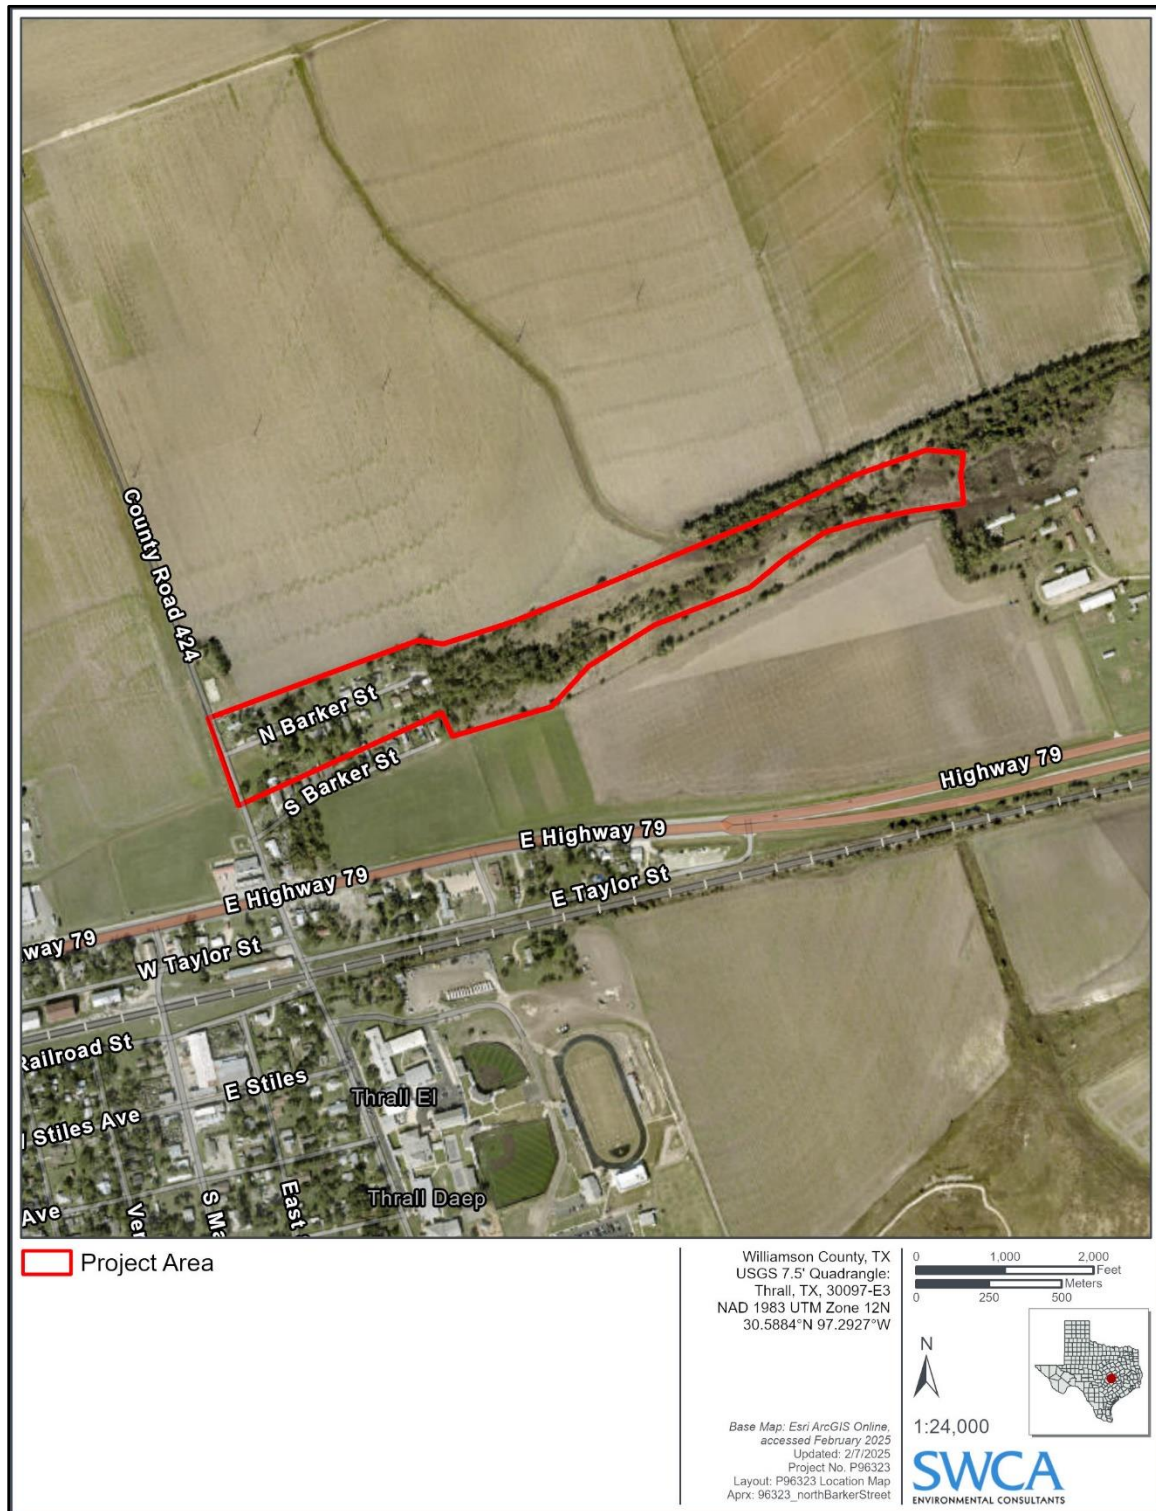 County Road 424
N Barker St
S Barker St
Highway 79
E Highway 79
E Highway 79
E Taylor St
way 79
W Taylor St
Railroad St
E Stiles
Thrall El
Stiles Ave
Thrall Daep
Ave
Ver
S Ma
East
Project Area
Williamson County, TX
USGS 7.5' Quadrangle:
Thrall, TX, 30097-E3
NAD 1983 UTM Zone 12N
30.5884°N 97.2927°W
Base Map: Esri ArcGIS Online,
accessed February 2025
Updated: 2/7/2025
Project No. P96323
Layout: P96323 Location Map
Aprx: 96323_northBarkerStreet
0 1,000 2,000
Feet
Meters
0 250 500
N
1:24,000
SWCA
ENVIRONMENTAL CONSULTANTS